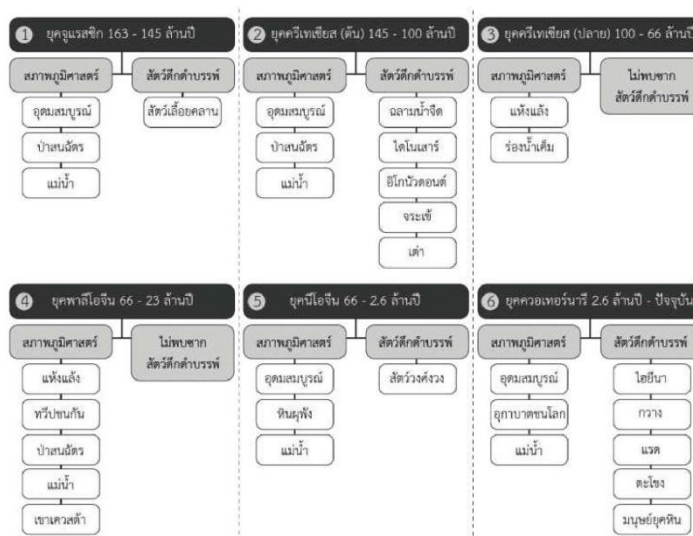 1 ยุคจูแรสซิก 163 - 145 ล้านปี
สภาพภูมิศาสตร์
อุดมสมบูรณ์
ป่าสนฉัตร
แม่น้ำ
สัตว์ดึกดำบรรพ์
สัตว์เลื้อยคลาน
2 ยุคครีเทเชียส (ต้น) 145 - 100 ล้านปี
สภาพภูมิศาสตร์
อุดมสมบูรณ์
ป่าสนฉัตร
แม่น้ำ
สัตว์ดึกดำบรรพ์
ฉลามน้ำจืด
ไดโนเสาร์
อิกัวโนดอนต์
จระเข้
เต่า
3 ยุคครีเทเชียส (ปลาย) 100 - 66 ล้านปี
สภาพภูมิศาสตร์
แห้งแล้ง
ร่องน้ำเค็ม
ไม่พบซาก
สัตว์ดึกดำบรรพ์
4 ยุคพาลีโอจีน 66 - 23 ล้านปี
สภาพภูมิศาสตร์
แห้งแล้ง
ทวีปชนกัน
ป่าสนฉัตร
แม่น้ำ
เขาเควสต้า
ไม่พบซาก
สัตว์ดึกดำบรรพ์
5 ยุคนีโอจีน 66 - 2.6 ล้านปี
สภาพภูมิศาสตร์
อุดมสมบูรณ์
หินผุพัง
แม่น้ำ
สัตว์ดึกดำบรรพ์
สัตว์วงศ์งวง
6 ยุคควอเทอร์นารี 2.6 ล้านปี - ปัจจุบัน
สภาพภูมิศาสตร์
อุดมสมบูรณ์
อุกาบาตชนโลก
แม่น้ำ
สัตว์ดึกดำบรรพ์
ไฮยีนา
กวาง
แรด
ตะโขง
มนุษย์ยุคหิน